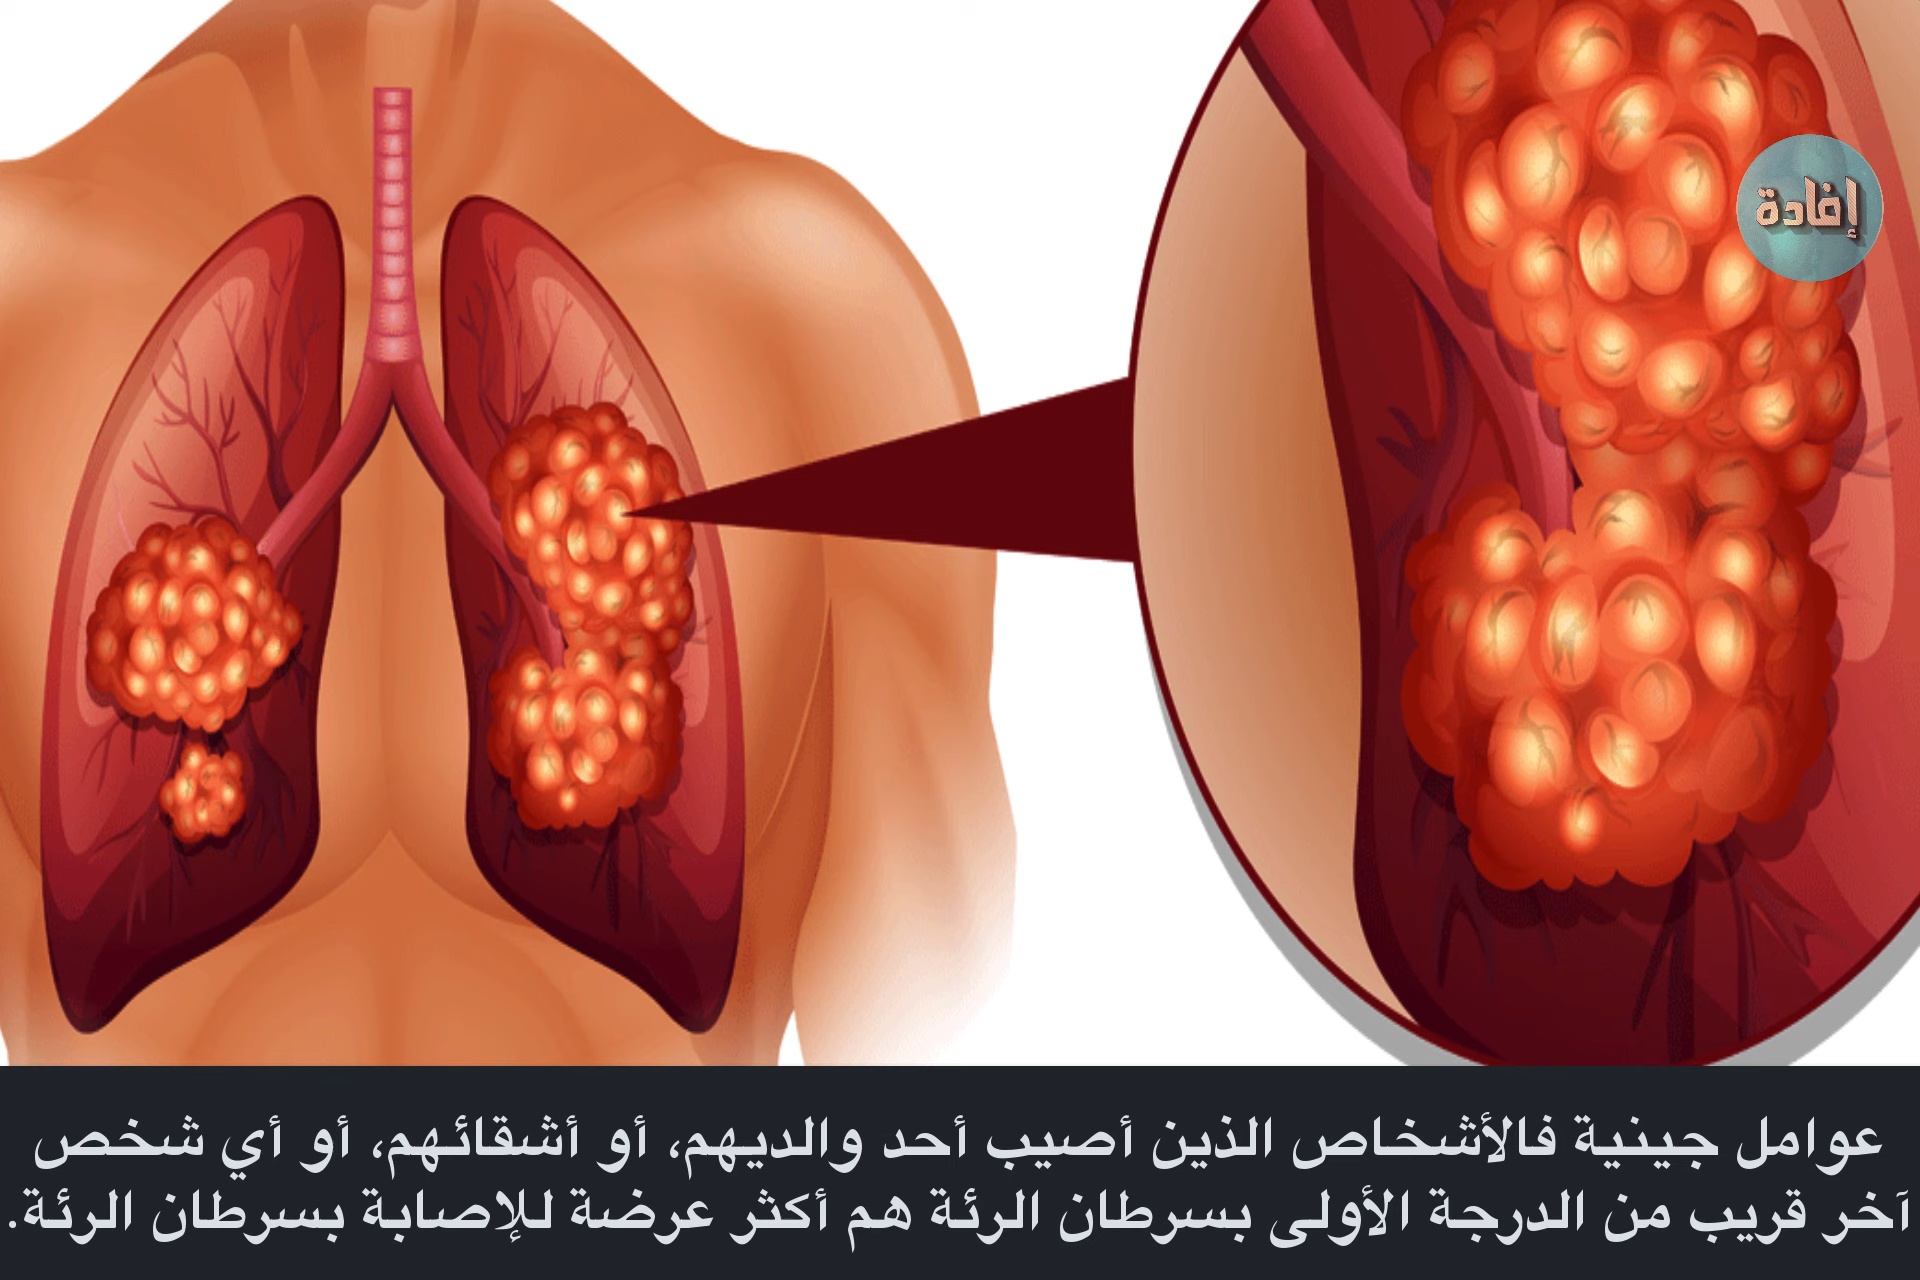 إفادة
عوامل جينية فالأشخاص الذين أصيب أحد والديهم، أو أشقائهم، أو أي شخص
آخر قريب من الدرجة الأولى بسرطان الرئة هم أكثر عرضة للإصابة بسرطان الرئة.